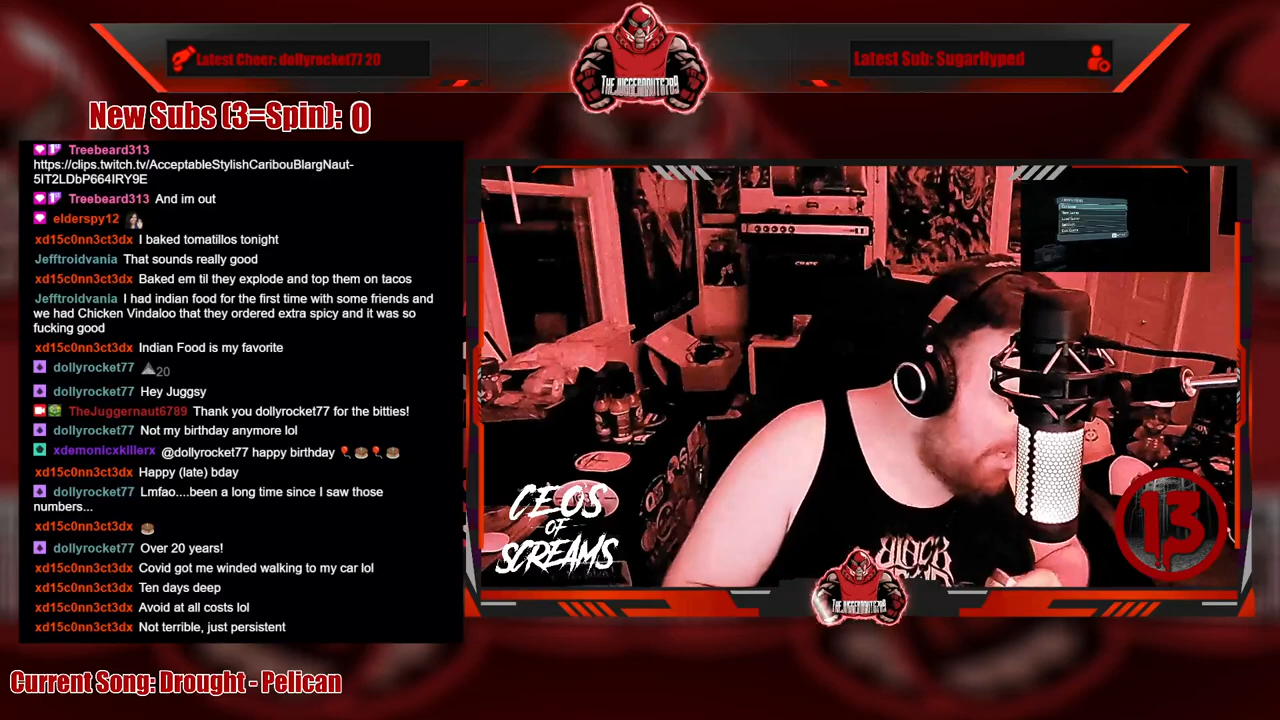 Latest Cheer: dollyrocket77 20
THEJUGGERNAUT6789
Latest Sub: SugarHyped
New Subs (3=Spin): 0
Treebeard313
https://clips.twitch.tv/AcceptableStylishCaribouBlargNaut-
5IT2LDbP664IRY9E
Treebeard313 And im out
elderspy12
xd15c0nn3ct3dx I baked tomatillos tonight
Jefftroidvania That sounds really good
xd15c0nn3ct3dx Baked em til they explode and top them on tacos
Jefftroidvania I had indian food for the first time with some friends and
we had Chicken Vindaloo that they ordered extra spicy and it was so
fucking good
xd15c0nn3ct3dx Indian Food is my favorite
dollyrocket77 20
dollyrocket77 Hey Juggsy
TheJuggernaut6789 Thank you dollyrocket77 for the bitties!
dollyrocket77 Not my birthday anymore lol
xdemonicxkillerx @dollyrocket77 happy birthday
xd15c0nn3ct3dx Happy (late) bday
dollyrocket77 Lmfao....been a long time since I saw those
numbers...
xd15c0nn3ct3dx
dollyrocket77 Over 20 years!
xd15c0nn3ct3dx Covid got me winded walking to my car lol
xd15c0nn3ct3dx Ten days deep
xd15c0nn3ct3dx Avoid at all costs lol
xd15c0nn3ct3dx Not terrible, just persistent
CEOS
OF
SCREAMS
BLACK
13
THEJUGGERNAUT6789
Current Song: Drought - Pelican